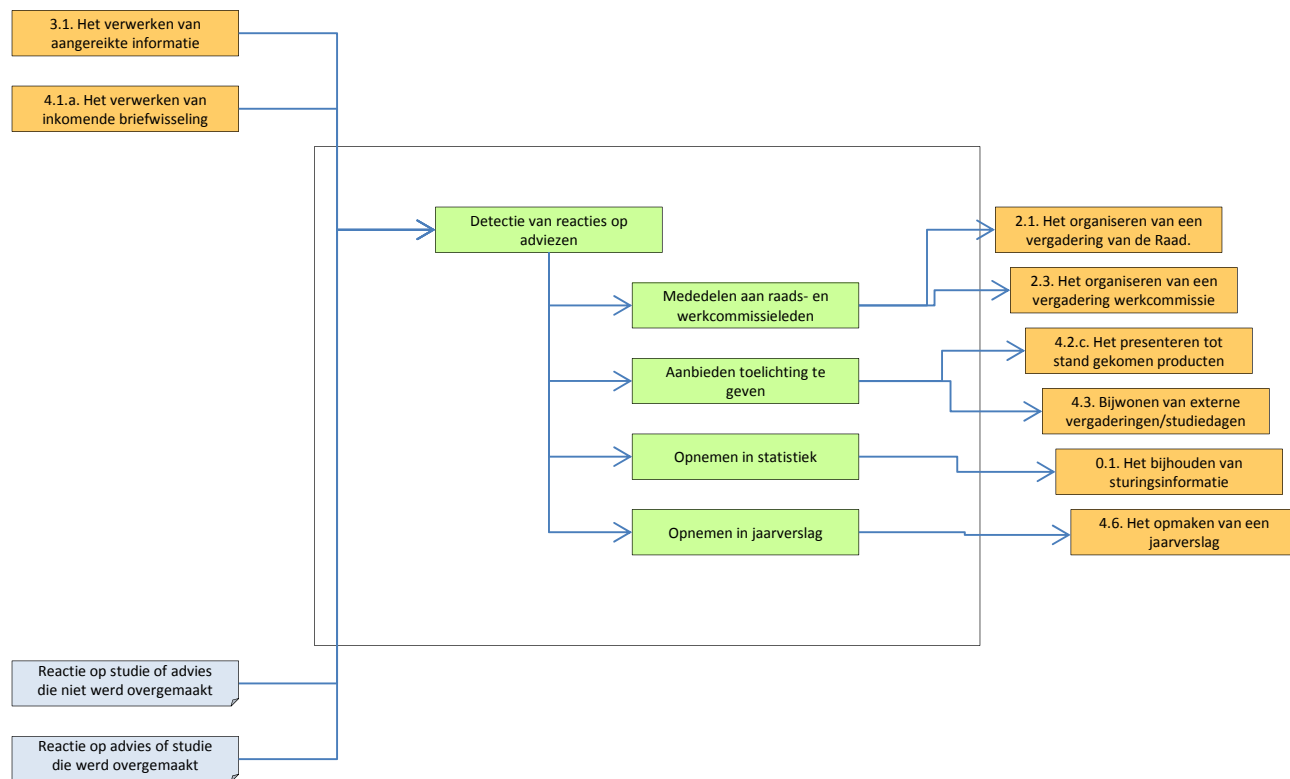 3.1. Het verwerken van
aangereikte informatie
4.1.a. Het verwerken van
inkomende briefwisseling
Detectie van reacties op
adviezen
2.1. Het organiseren van een
vergadering van de Raad.
Mededelen aan raads- en
werkcommissieleden
2.3. Het organiseren van een
vergadering werkcommissie
4.2.c. Het presenteren tot
stand gekomen producten
Aanbieden toelichting te
geven
4.3. Bijwonen van externe
vergaderingen/studiedagen
Opnemen in statistiek
0.1. Het bijhouden van
sturingsinformatie
Opnemen in jaarverslag
4.6. Het opmaken van een
jaarverslag
Reactie op studie of advies
die niet werd overgemaakt
Reactie op advies of studie
die werd overgemaakt